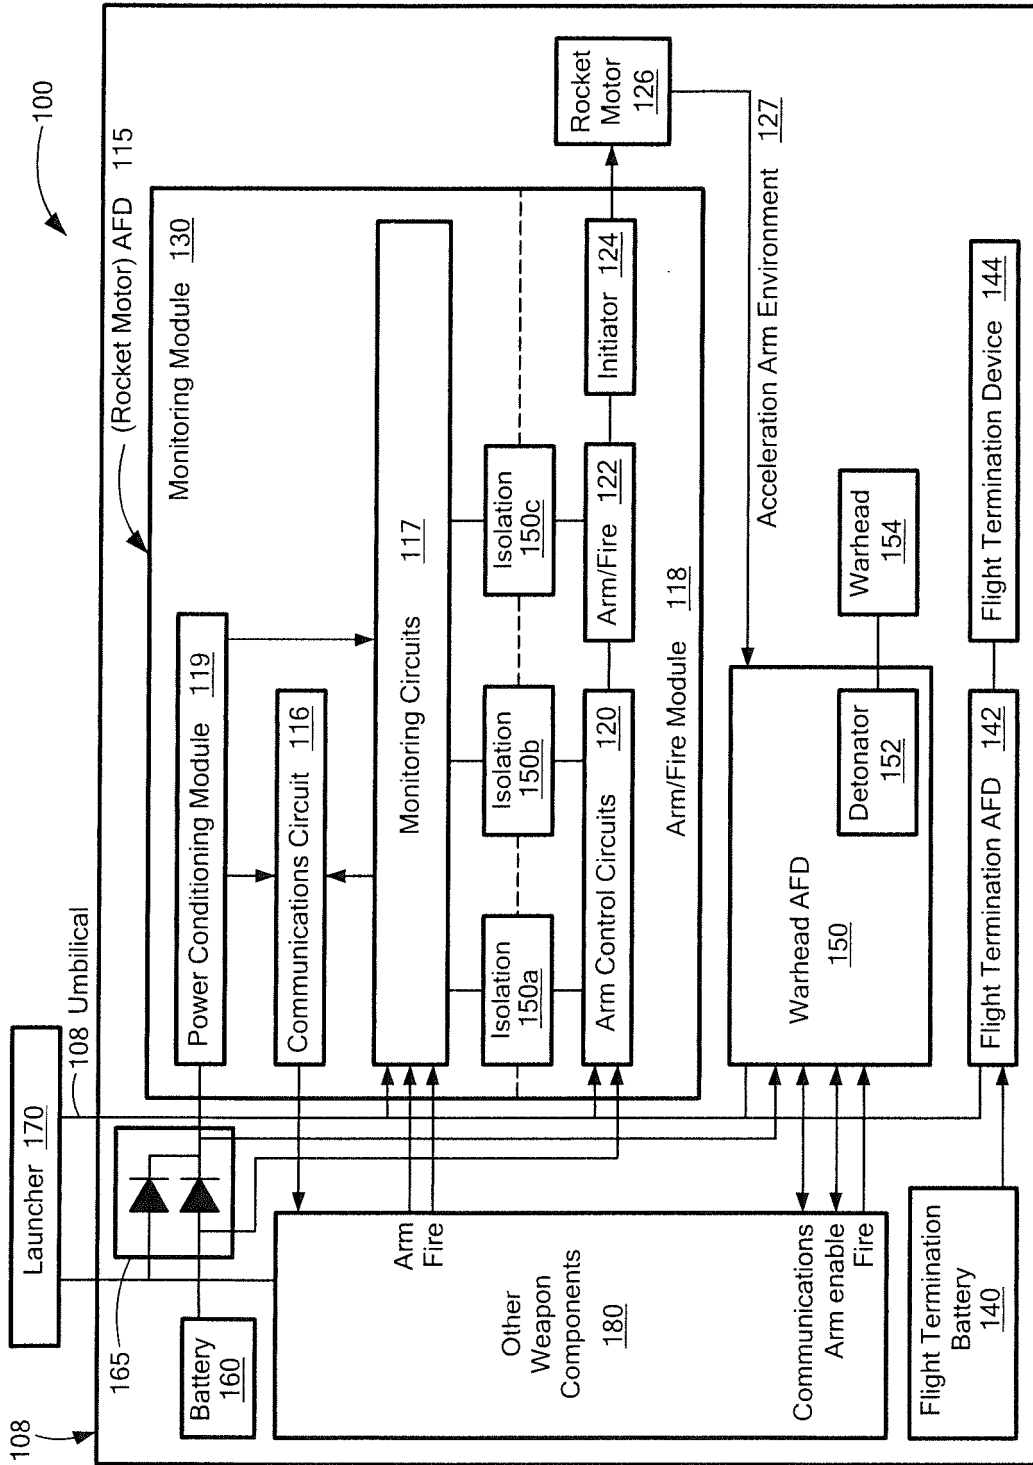 100
108
Launcher 170
108 Umbilical
165
Battery
160
(Rocket Motor) AFD 115
Monitoring Module 130
Power Conditioning Module 119
Communications Circuit 116
Monitoring Circuits 117
Isolation
150a
Isolation
150b
Isolation
150c
Arm Control Circuits 120
Arm/Fire 122
Initiator 124
Arm/Fire Module 118
Rocket
Motor
126
Acceleration Arm Environment 127
Other
Weapon
Components
180
Arm
Fire
Communications
Arm enable
Fire
Warhead AFD
150
Detonator
152
Warhead
154
Flight Termination
Battery
140
Flight Termination AFD 142
Flight Termination Device 144